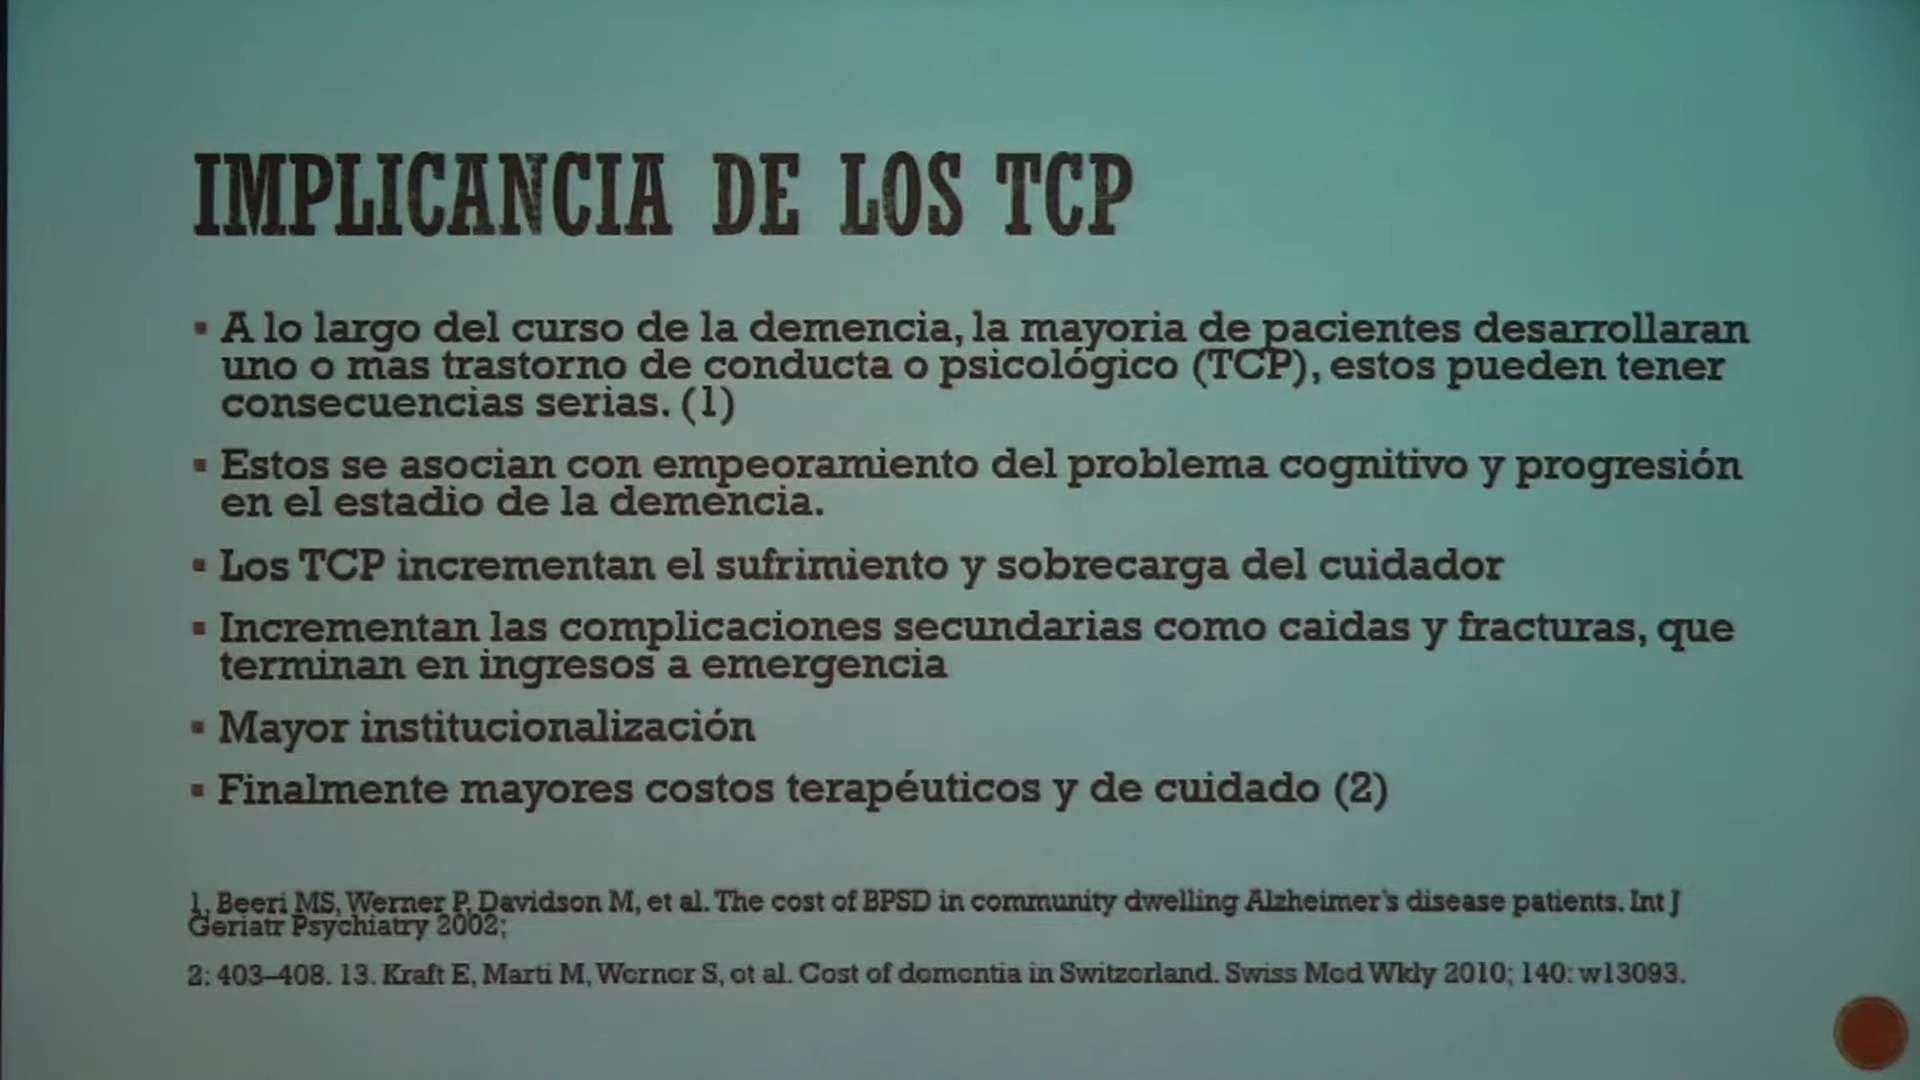 IMPLICANCIA DE LOS TCP
▪ A lo largo del curso de la demencia, la mayoria de pacientes desarrollaran
uno o mas trastorno de conducta o psicológico (TCP), estos pueden tener
consecuencias serias. (1)
▪ Estos se asocian con empeoramiento del problema cognitivo y progresión
en el estadio de la demencia.
▪ Los TCP incrementan el sufrimiento y sobrecarga del cuidador
▪ Incrementan las complicaciones secundarias como caidas y fracturas, que
terminan en ingresos a emergencia
▪ Mayor institucionalización
▪ Finalmente mayores costos terapéuticos y de cuidado (2)
1. Beeri MS, Werner P, Davidson M, et al. The cost of BPSD in community dwelling Alzheimer's disease patients. Int J
Geriatr Psychiatry 2002;
2: 403–408. 13. Kraft E, Marti M, Werner S, et al. Cost of dementia in Switzerland. Swiss Med Wkly 2010; 140: w13093.